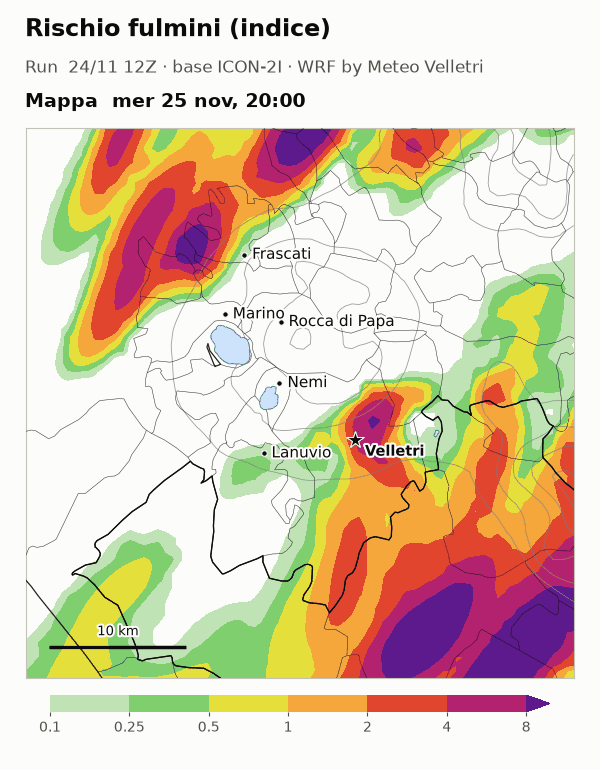 Rischio fulmini (indice)
Run  24/11 12Z · base ICON-2I · WRF by Meteo Velletri
Mappa  mer 25 nov, 20:00
Frascati
Marino
Rocca di Papa
Nemi
Lanuvio
Velletri
10 km
0.1 0.25 0.5 1 2 4 8